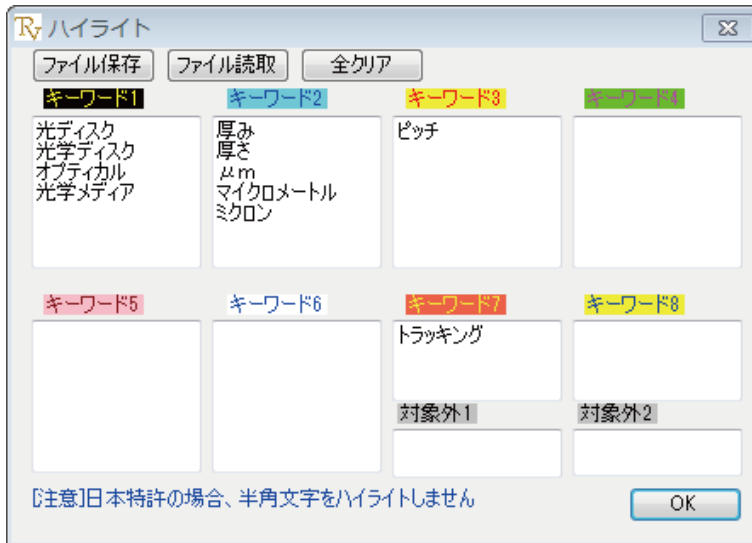 ハイライト
ファイル保存 ファイル読取 全クリア
キーワード1 キーワード2 キーワード3 キーワード4
光ディスク
光学ディスク
オプティカル
光学メディア
厚み
厚さ
μm
マイクロメートル
ミクロン
ピッチ
キーワード5 キーワード6 キーワード7 キーワード8
トラッキング
対象外1 対象外2
[注意]日本特許の場合、半角文字をハイライトしません
OK